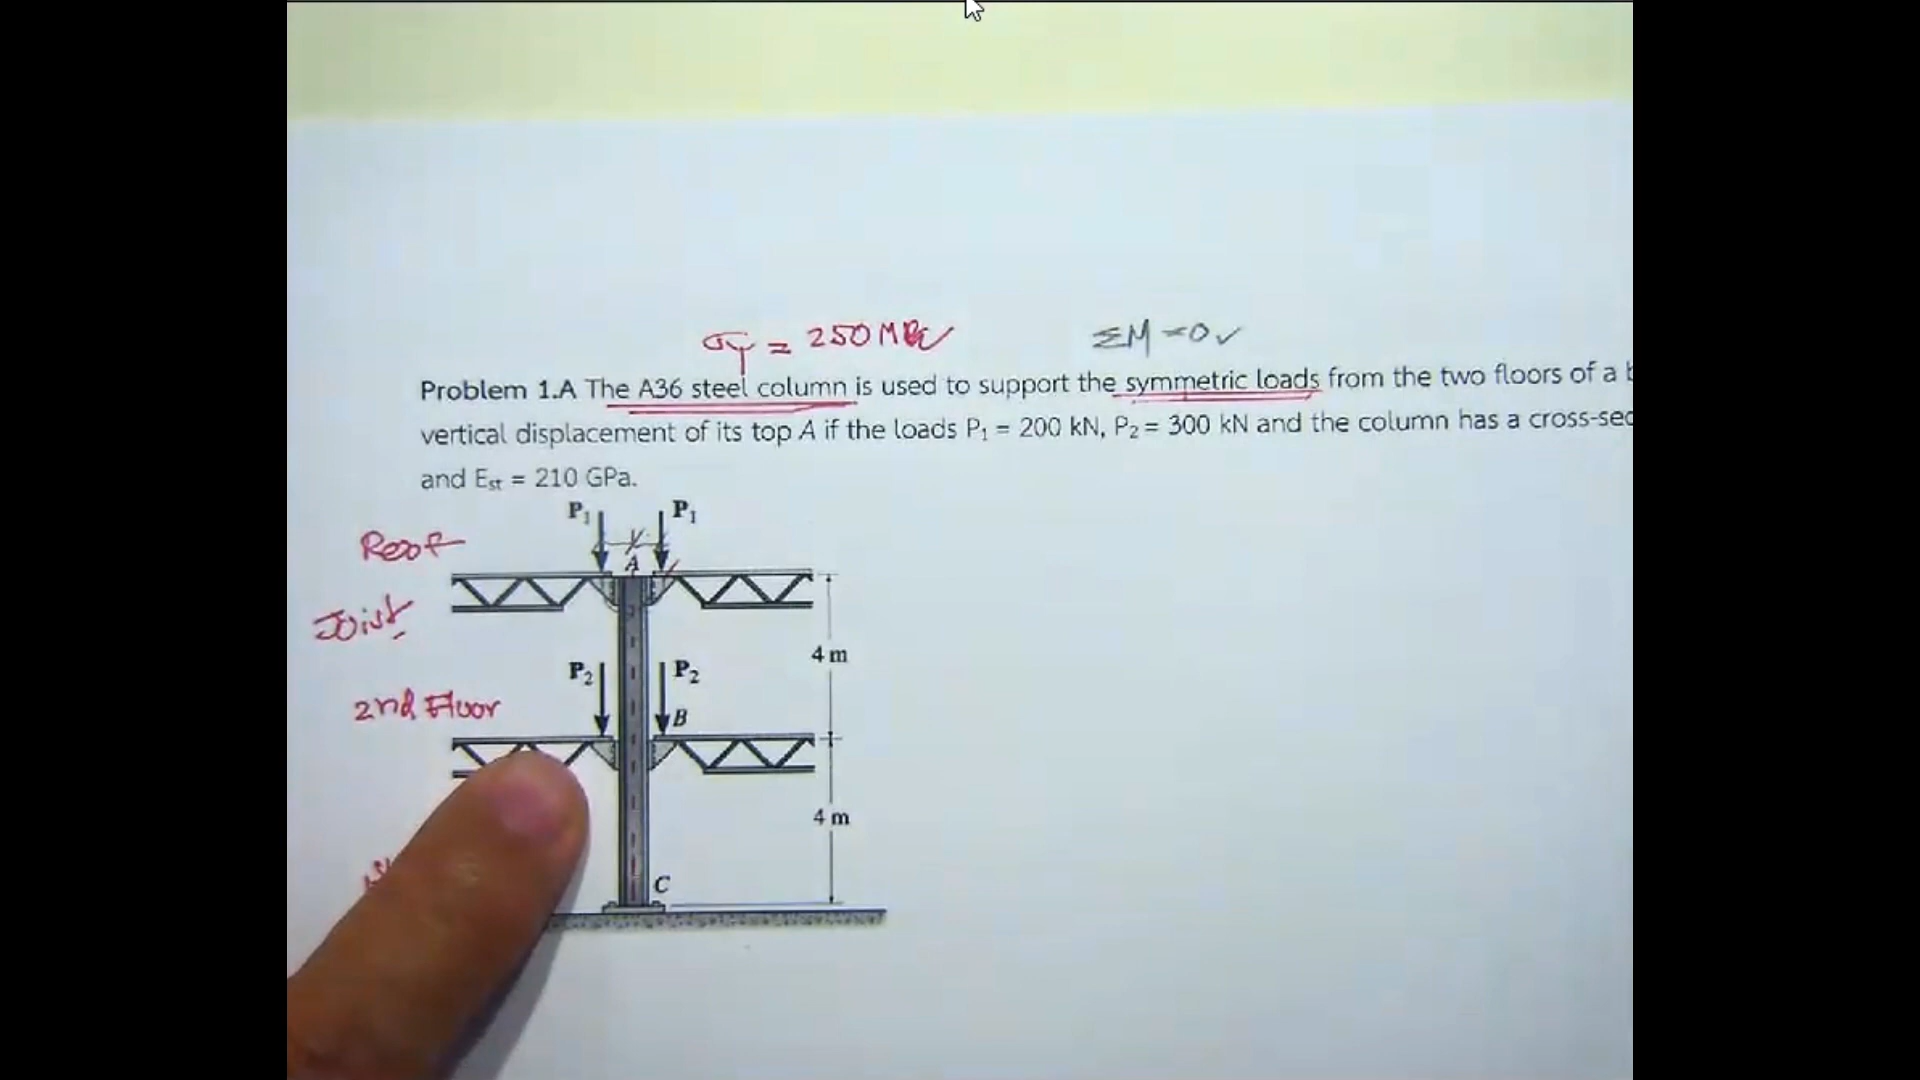 σy = 250 MPa ΣM = 0 ✓
Problem 1.A The A36 steel column is used to support the symmetric loads from the two floors of a
vertical displacement of its top A if the loads P₁ = 200 kN, P₂ = 300 kN and the column has a cross-sec
and Est = 210 GPa.
P₁ P₁
Roof
A
Joist
4 m
P₂ P₂
2nd Floor
B
4 m
C